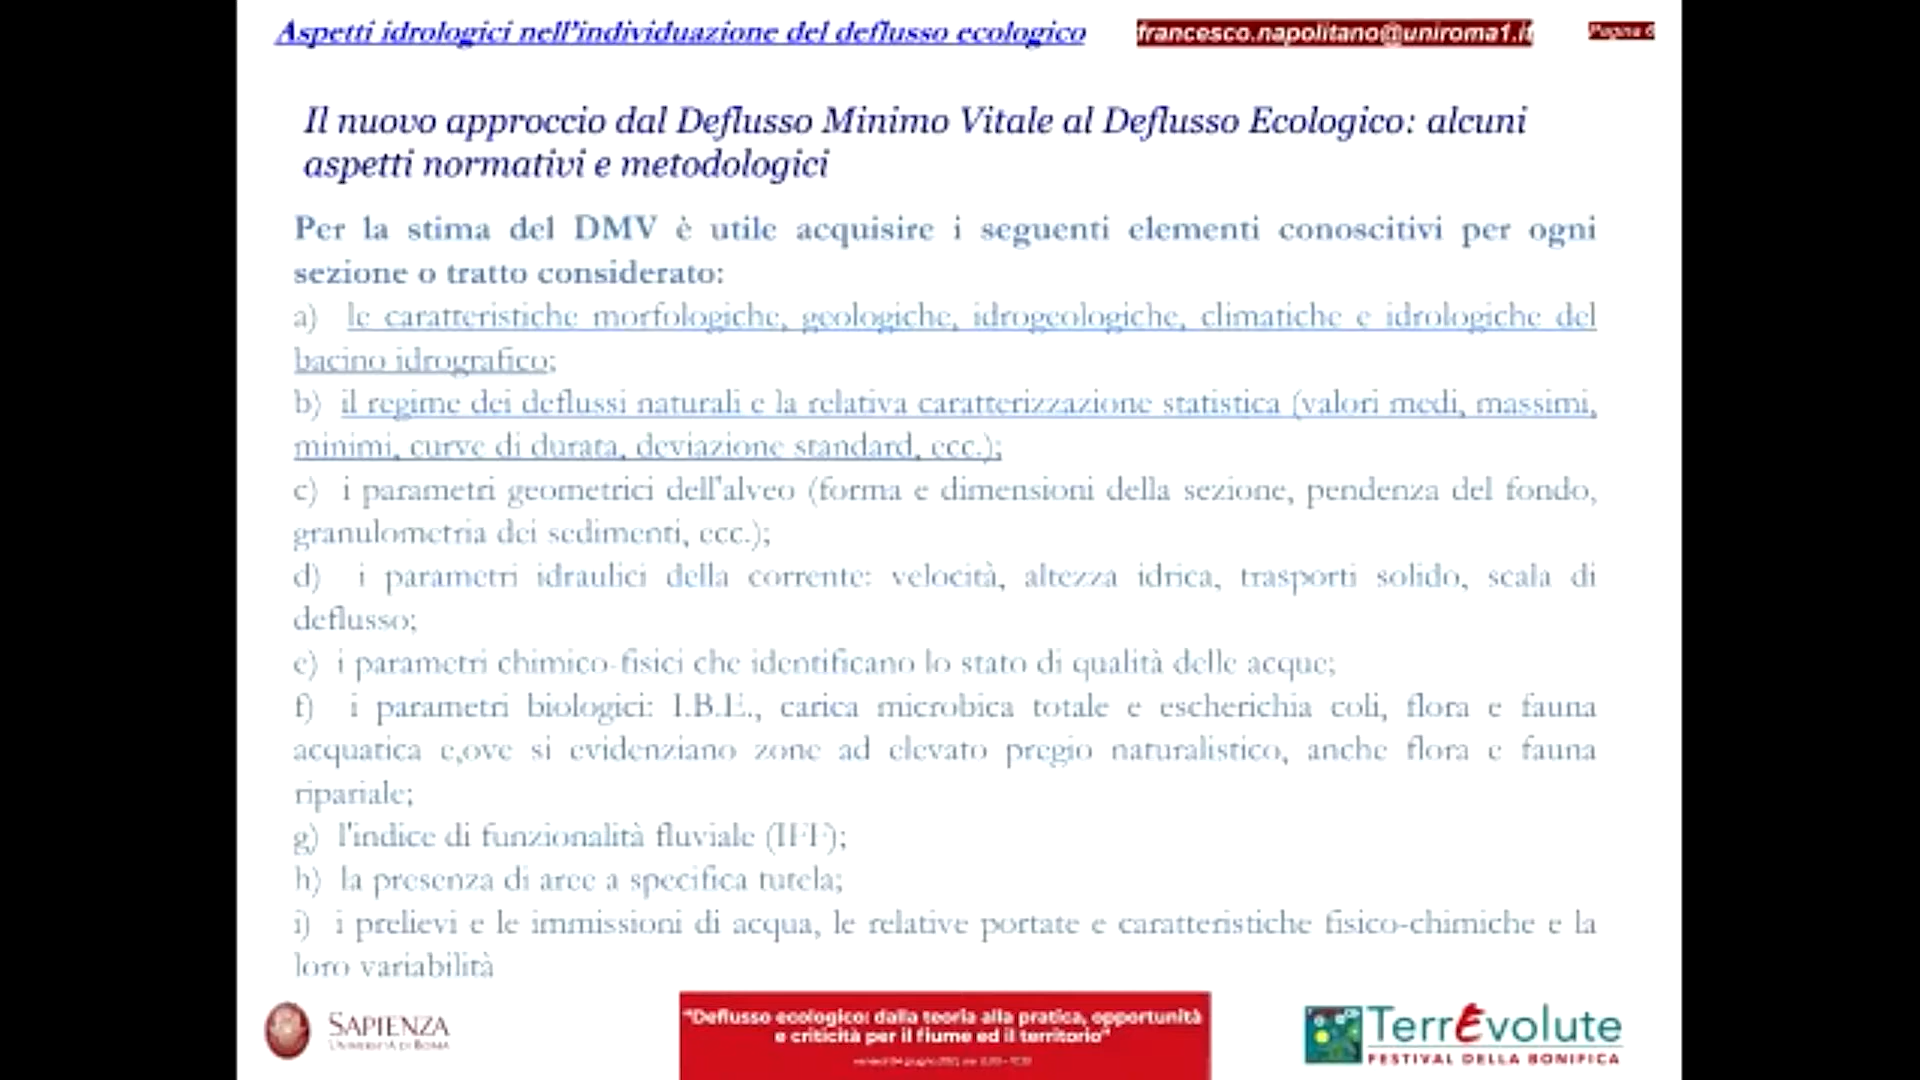 Aspetti idrologici nell'individuazione del deflusso ecologico
francesco.napolitano@uniroma1.it
Pagina 6
Il nuovo approccio dal Deflusso Minimo Vitale al Deflusso Ecologico: alcuni
aspetti normativi e metodologici
Per la stima del DMV è utile acquisire i seguenti elementi conoscitivi per ogni
sezione o tratto considerato:
a) le caratteristiche morfologiche, geologiche, idrogeologiche, climatiche e idrologiche del
bacino idrografico;
b) il regime dei deflussi naturali e la relativa caratterizzazione statistica (valori medi, massimi,
minimi, curve di durata, deviazione standard, ecc.);
c) i parametri geometrici dell'alveo (forma e dimensioni della sezione, pendenza del fondo,
granulometria dei sedimenti, ecc.);
d) i parametri idraulici della corrente: velocità, altezza idrica, trasporti solido, scala di
deflusso;
e) i parametri chimico-fisici che identificano lo stato di qualità delle acque;
f) i parametri biologici: I.B.E., carica microbica totale e escherichia coli, flora e fauna
acquatica e,ove si evidenziano zone ad elevato pregio naturalistico, anche flora e fauna
ripariale;
g) l'indice di funzionalità fluviale (IFF);
h) la presenza di aree a specifica tutela;
i) i prelievi e le immissioni di acqua, le relative portate e caratteristiche fisico-chimiche e la
loro variabilità
SAPIENZA
UNIVERSITÀ DI ROMA
"Deflusso ecologico: dalla teoria alla pratica, opportunità
e criticità per il fiume ed il territorio"
TerrEvolute
FESTIVAL DELLA BONIFICA